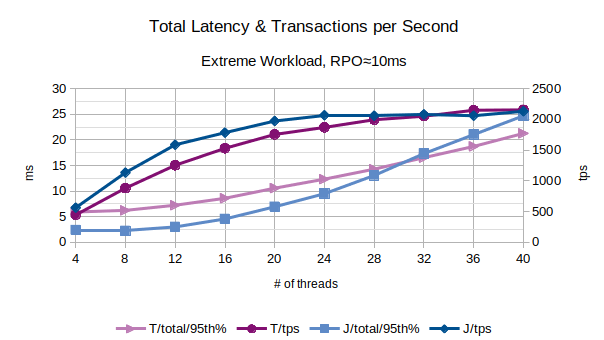 Total Latency & Transactions per Second
Extreme Workload, RPO≈10ms
30 2500
25 2000
20
15 1500
10 1000
5 500
0 0
ms
tps
4 8 12 16 20 24 28 32 36 40
# of threads
T/total/95th% T/tps J/total/95th% J/tps